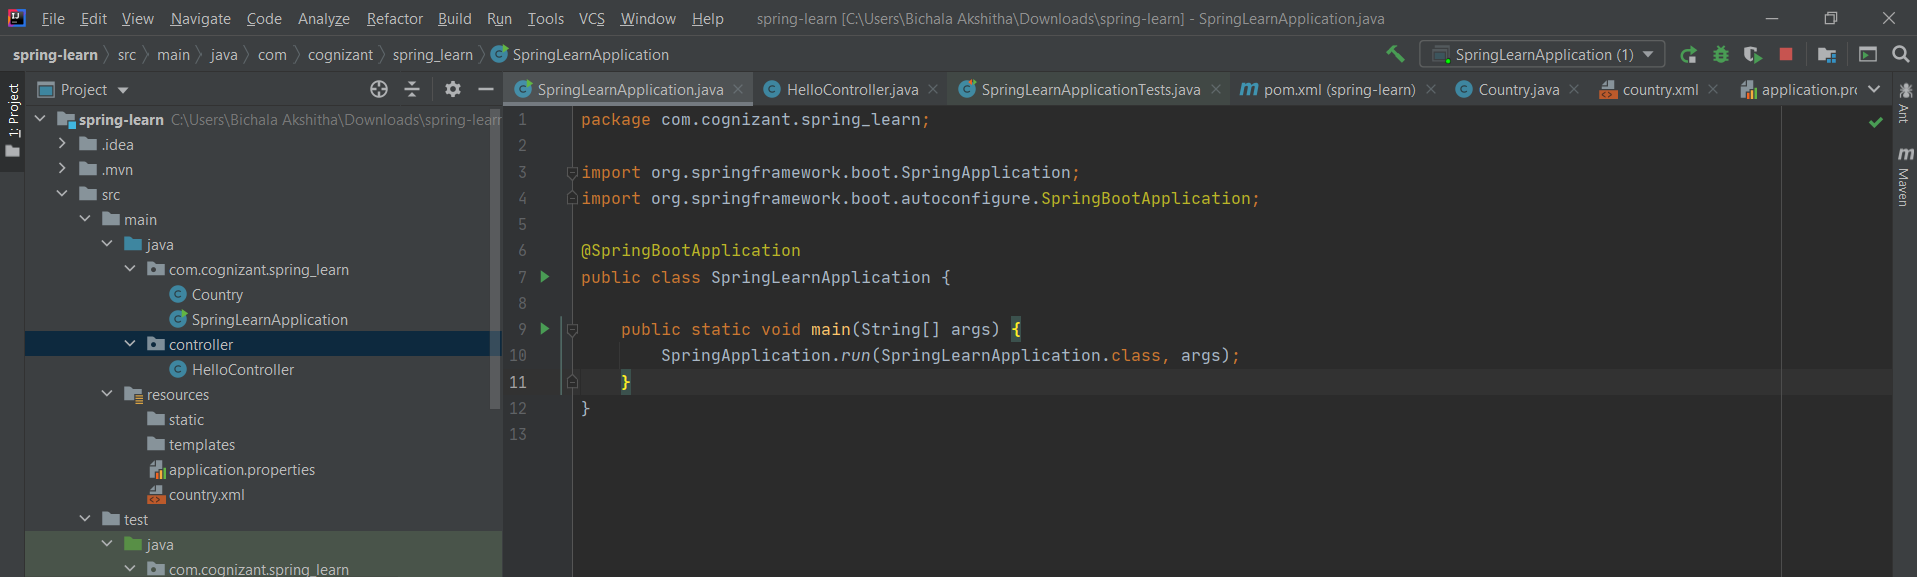 File Edit View Navigate Code Analyze Refactor Build Run Tools VCS Window Help spring-learn [C:\Users\Bichala Akshitha\Downloads\spring-learn] - SpringLearnApplication.java
spring-learn src main java com cognizant spring_learn SpringLearnApplication SpringLearnApplication (1)
1: Project
Project
spring-learn C:\Users\Bichala Akshitha\Downloads\spring-learn
.idea
.mvn
src
main
java
com.cognizant.spring_learn
Country
SpringLearnApplication
controller
HelloController
resources
static
templates
application.properties
country.xml
test
java
com.cognizant.spring_learn
SpringLearnApplication.java HelloController.java SpringLearnApplicationTests.java pom.xml (spring-learn) Country.java country.xml application.pr
1 package com.cognizant.spring_learn;
2
3 import org.springframework.boot.SpringApplication;
4 import org.springframework.boot.autoconfigure.SpringBootApplication;
5
6 @SpringBootApplication
7 public class SpringLearnApplication {
8
9 public static void main(String[] args) {
10 SpringApplication.run(SpringLearnApplication.class, args);
11 }
12 }
13
Ant
Maven